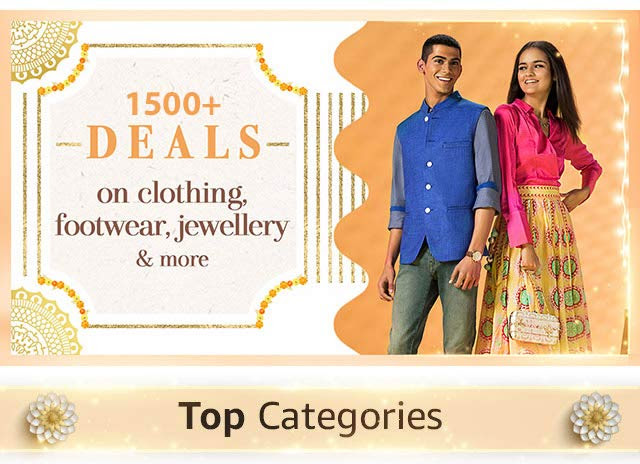 1500+
DEALS
on clothing,
footwear, jewellery
& more
Top Categories